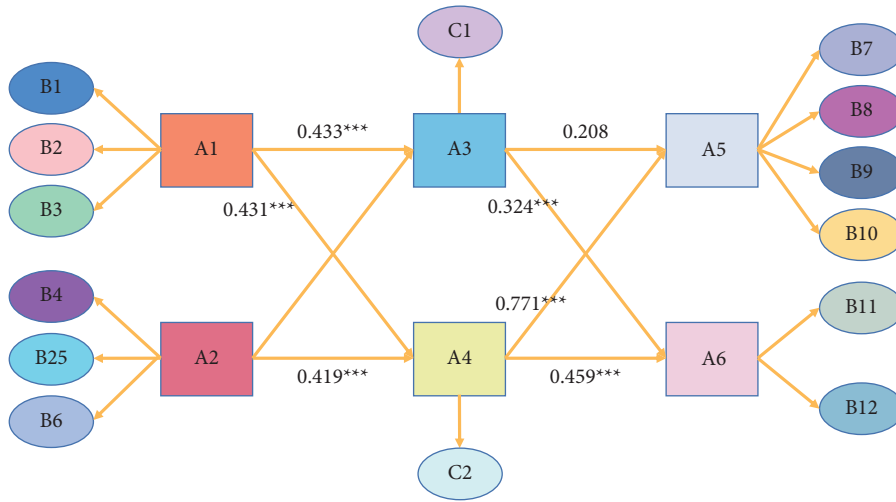 C1
B7
B1
B8
0.433***
0.208
B2
A1
A3
A5
B9
B3
0.431***
0.324***
B10
B4
B11
0.771***
B25
A2
A4
A6
0.419***
0.459***
B6
B12
C2